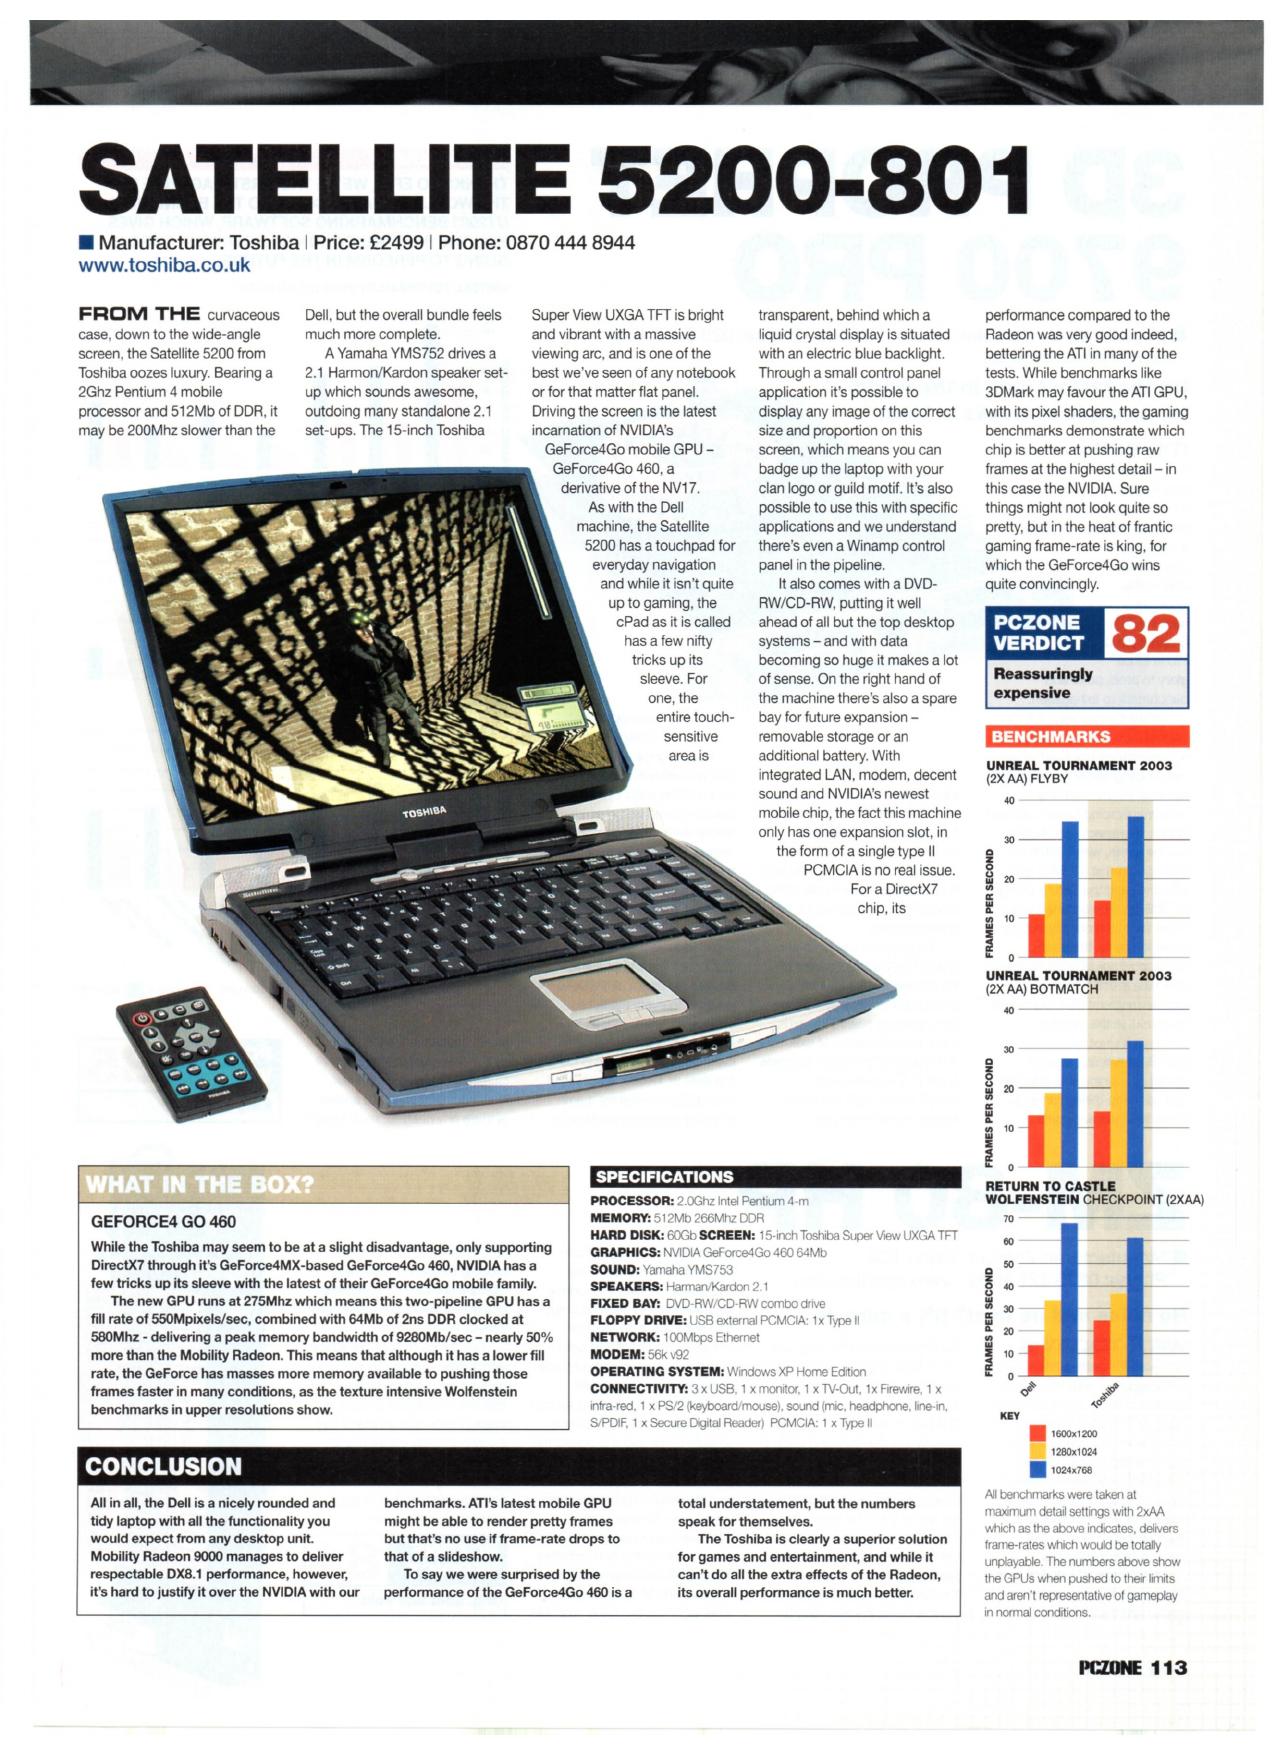 SATELLITE 5200-801
Manufacturer: Toshiba | Price: £2499 | Phone: 0870 444 8944
www.toshiba.co.uk
FROM THE curvaceous
case, down to the wide-angle
screen, the Satellite 5200 from
Toshiba oozes luxury. Bearing a
2Ghz Pentium 4 mobile
processor and 512Mb of DDR, it
may be 200Mhz slower than the
Dell, but the overall bundle feels
much more complete.
A Yamaha YMS752 drives a
2.1 Harmon/Kardon speaker set-
up which sounds awesome,
outdoing many standalone 2.1
set-ups. The 15-inch Toshiba
Super View UXGA TFT is bright
and vibrant with a massive
viewing arc, and is one of the
best we've seen of any notebook
or for that matter flat panel.
Driving the screen is the latest
incarnation of NVIDIA's
GeForce4Go mobile GPU –
GeForce4Go 460, a
derivative of the NV17.
As with the Dell
machine, the Satellite
5200 has a touchpad for
everyday navigation
and while it isn't quite
up to gaming, the
cPad as it is called
has a few nifty
tricks up its
sleeve. For
one, the
entire touch-
sensitive
area is
transparent, behind which a
liquid crystal display is situated
with an electric blue backlight.
Through a small control panel
application it's possible to
display any image of the correct
size and proportion on this
screen, which means you can
badge up the laptop with your
clan logo or guild motif. It's also
possible to use this with specific
applications and we understand
there's even a Winamp control
panel in the pipeline.
It also comes with a DVD-
RW/CD-RW, putting it well
ahead of all but the top desktop
systems – and with data
becoming so huge it makes a lot
of sense. On the right hand of
the machine there's also a spare
bay for future expansion –
removable storage or an
additional battery. With
integrated LAN, modem, decent
sound and NVIDIA's newest
mobile chip, the fact this machine
only has one expansion slot, in
the form of a single type II
PCMCIA is no real issue.
For a DirectX7
chip, its
performance compared to the
Radeon was very good indeed,
bettering the ATI in many of the
tests. While benchmarks like
3DMark may favour the ATI GPU,
with its pixel shaders, the gaming
benchmarks demonstrate which
chip is better at pushing raw
frames at the highest detail – in
this case the NVIDIA. Sure
things might not look quite so
pretty, but in the heat of frantic
gaming frame-rate is king, for
which the GeForce4Go wins
quite convincingly.
PCZONE
VERDICT
82
Reassuringly
expensive
TOSHIBA
Satellite
TOSHIBA
BENCHMARKS
UNREAL TOURNAMENT 2003
(2X AA) FLYBY
FRAMES PER SECOND
40
30
20
10
0
UNREAL TOURNAMENT 2003
(2X AA) BOTMATCH
FRAMES PER SECOND
40
30
20
10
0
RETURN TO CASTLE
WOLFENSTEIN CHECKPOINT (2XAA)
FRAMES PER SECOND
70
60
50
40
30
20
10
0
Dell
Toshiba
KEY
1600x1200
1280x1024
1024x768
All benchmarks were taken at
maximum detail settings with 2xAA
which as the above indicates, delivers
frame-rates which would be totally
unplayable. The numbers above show
the GPUs when pushed to their limits
and aren't representative of gameplay
in normal conditions.
WHAT IN THE BOX?
GEFORCE4 GO 460
While the Toshiba may seem to be at a slight disadvantage, only supporting
DirectX7 through it's GeForce4MX-based GeForce4Go 460, NVIDIA has a
few tricks up its sleeve with the latest of their GeForce4Go mobile family.
The new GPU runs at 275Mhz which means this two-pipeline GPU has a
fill rate of 550Mpixels/sec, combined with 64Mb of 2ns DDR clocked at
580Mhz - delivering a peak memory bandwidth of 9280Mb/sec – nearly 50%
more than the Mobility Radeon. This means that although it has a lower fill
rate, the GeForce has masses more memory available to pushing those
frames faster in many conditions, as the texture intensive Wolfenstein
benchmarks in upper resolutions show.
SPECIFICATIONS
PROCESSOR: 2.0Ghz Intel Pentium 4-m
MEMORY: 512Mb 266Mhz DDR
HARD DISK: 60Gb SCREEN: 15-inch Toshiba Super View UXGA TFT
GRAPHICS: NVIDIA GeForce4Go 460 64Mb
SOUND: Yamaha YMS753
SPEAKERS: Harman/Kardon 2.1
FIXED BAY: DVD-RW/CD-RW combo drive
FLOPPY DRIVE: USB external PCMCIA: 1x Type II
NETWORK: 100Mbps Ethernet
MODEM: 56k v92
OPERATING SYSTEM: Windows XP Home Edition
CONNECTIVITY: 3 x USB, 1 x monitor, 1 x TV-Out, 1x Firewire, 1 x
infra-red, 1 x PS/2 (keyboard/mouse), sound (mic, headphone, line-in,
S/PDIF, 1 x Secure Digital Reader) PCMCIA: 1 x Type II
CONCLUSION
All in all, the Dell is a nicely rounded and
tidy laptop with all the functionality you
would expect from any desktop unit.
Mobility Radeon 9000 manages to deliver
respectable DX8.1 performance, however,
it's hard to justify it over the NVIDIA with our
benchmarks. ATI's latest mobile GPU
might be able to render pretty frames
but that's no use if frame-rate drops to
that of a slideshow.
To say we were surprised by the
performance of the GeForce4Go 460 is a
total understatement, but the numbers
speak for themselves.
The Toshiba is clearly a superior solution
for games and entertainment, and while it
can't do all the extra effects of the Radeon,
its overall performance is much better.
PCZONE 113